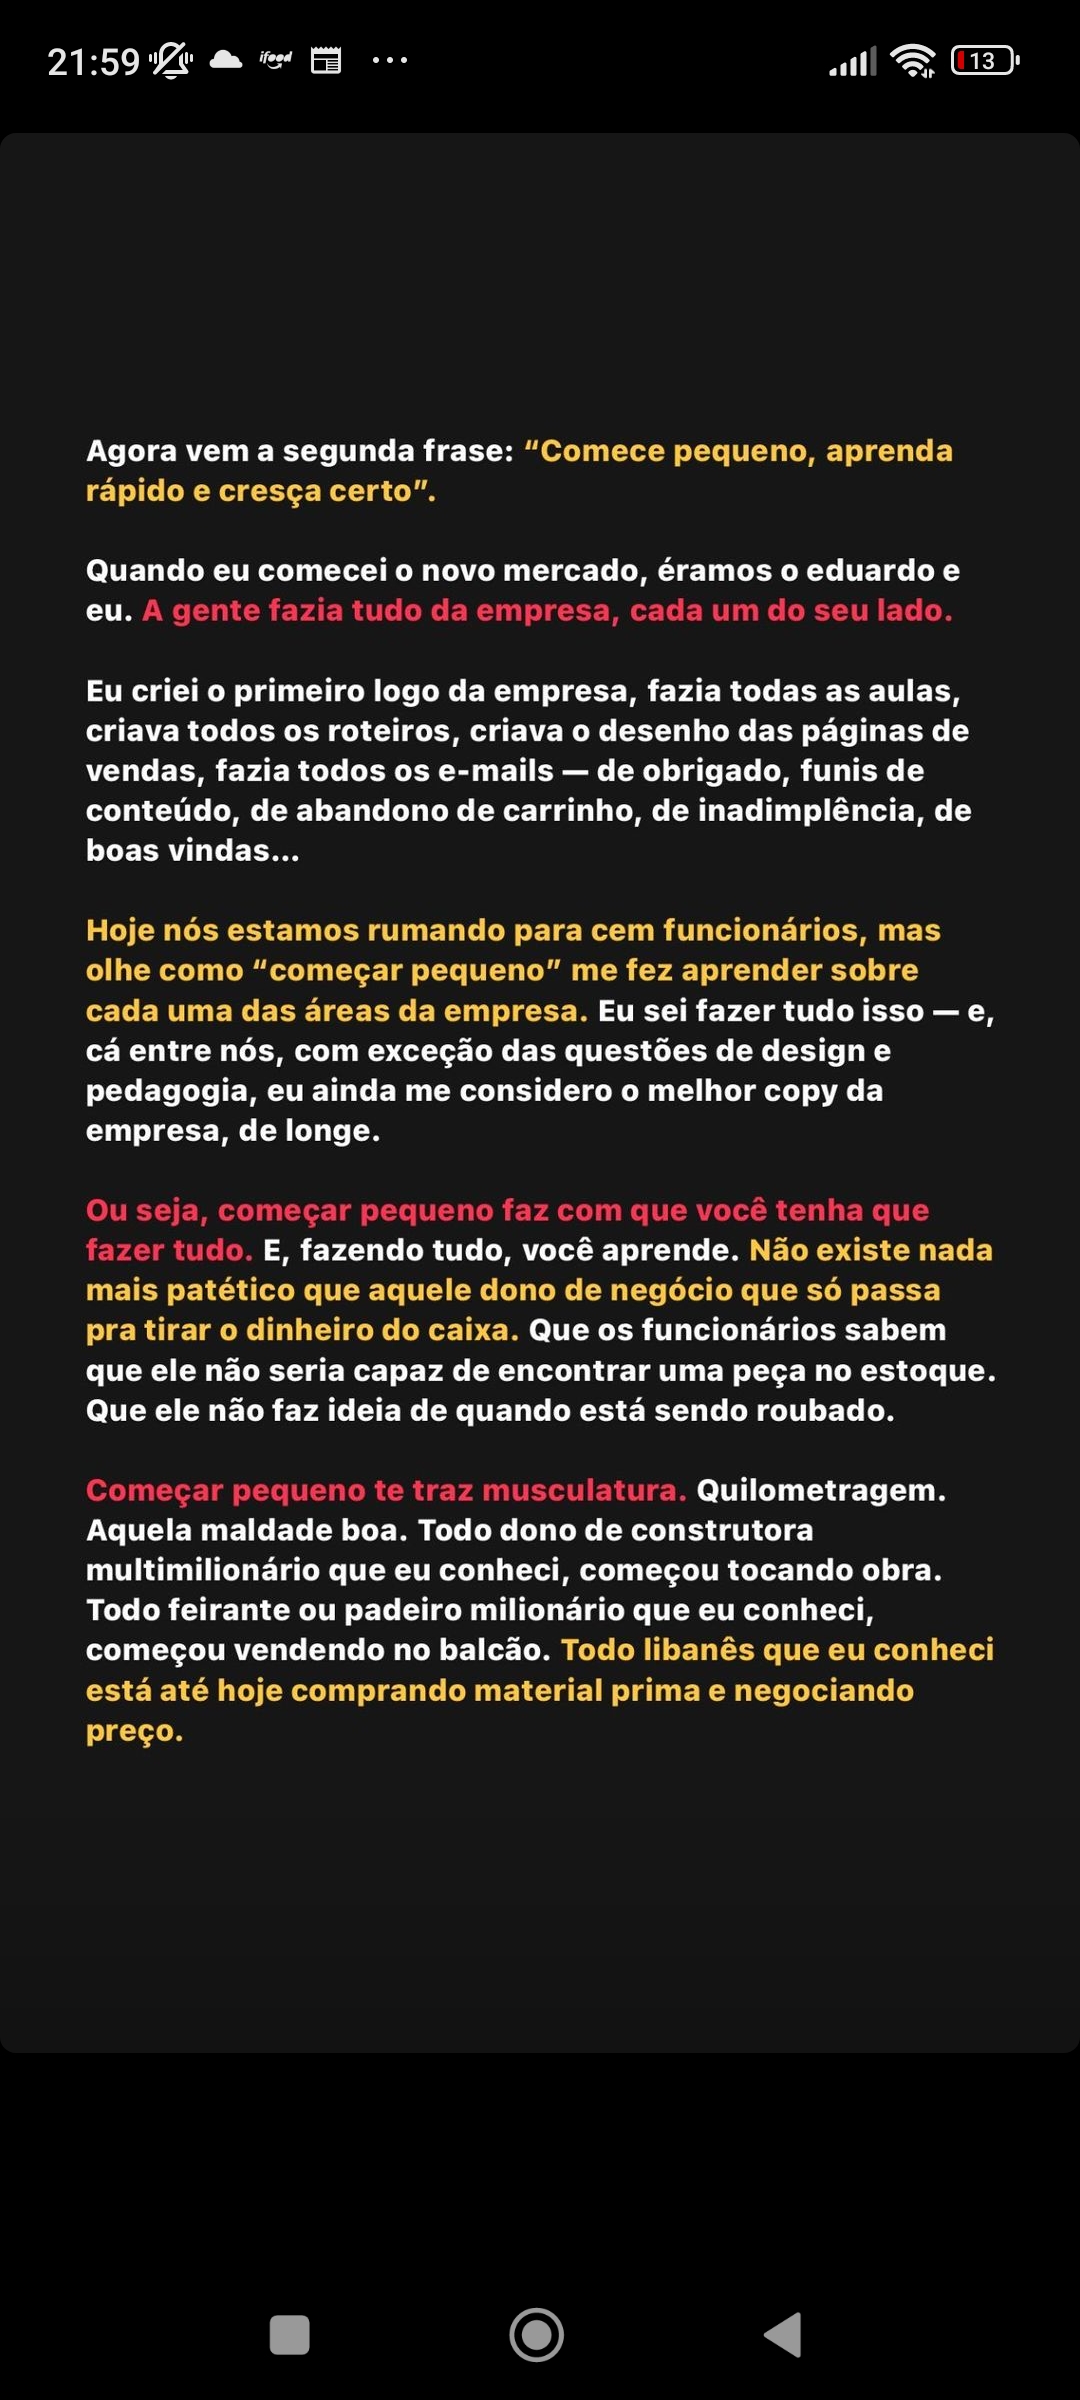 21:59
ifood
13
Agora vem a segunda frase: “Comece pequeno, aprenda
rápido e cresça certo”.
Quando eu comecei o novo mercado, éramos o eduardo e
eu. A gente fazia tudo da empresa, cada um do seu lado.
Eu criei o primeiro logo da empresa, fazia todas as aulas,
criava todos os roteiros, criava o desenho das páginas de
vendas, fazia todos os e-mails — de obrigado, funis de
conteúdo, de abandono de carrinho, de inadimplência, de
boas vindas...
Hoje nós estamos rumando para cem funcionários, mas
olhe como “começar pequeno” me fez aprender sobre
cada uma das áreas da empresa. Eu sei fazer tudo isso — e,
cá entre nós, com exceção das questões de design e
pedagogia, eu ainda me considero o melhor copy da
empresa, de longe.
Ou seja, começar pequeno faz com que você tenha que
fazer tudo. E, fazendo tudo, você aprende. Não existe nada
mais patético que aquele dono de negócio que só passa
pra tirar o dinheiro do caixa. Que os funcionários sabem
que ele não seria capaz de encontrar uma peça no estoque.
Que ele não faz ideia de quando está sendo roubado.
Começar pequeno te traz musculatura. Quilometragem.
Aquela maldade boa. Todo dono de construtora
multimilionário que eu conheci, começou tocando obra.
Todo feirante ou padeiro milionário que eu conheci,
começou vendendo no balcão. Todo libanês que eu conheci
está até hoje comprando material prima e negociando
preço.